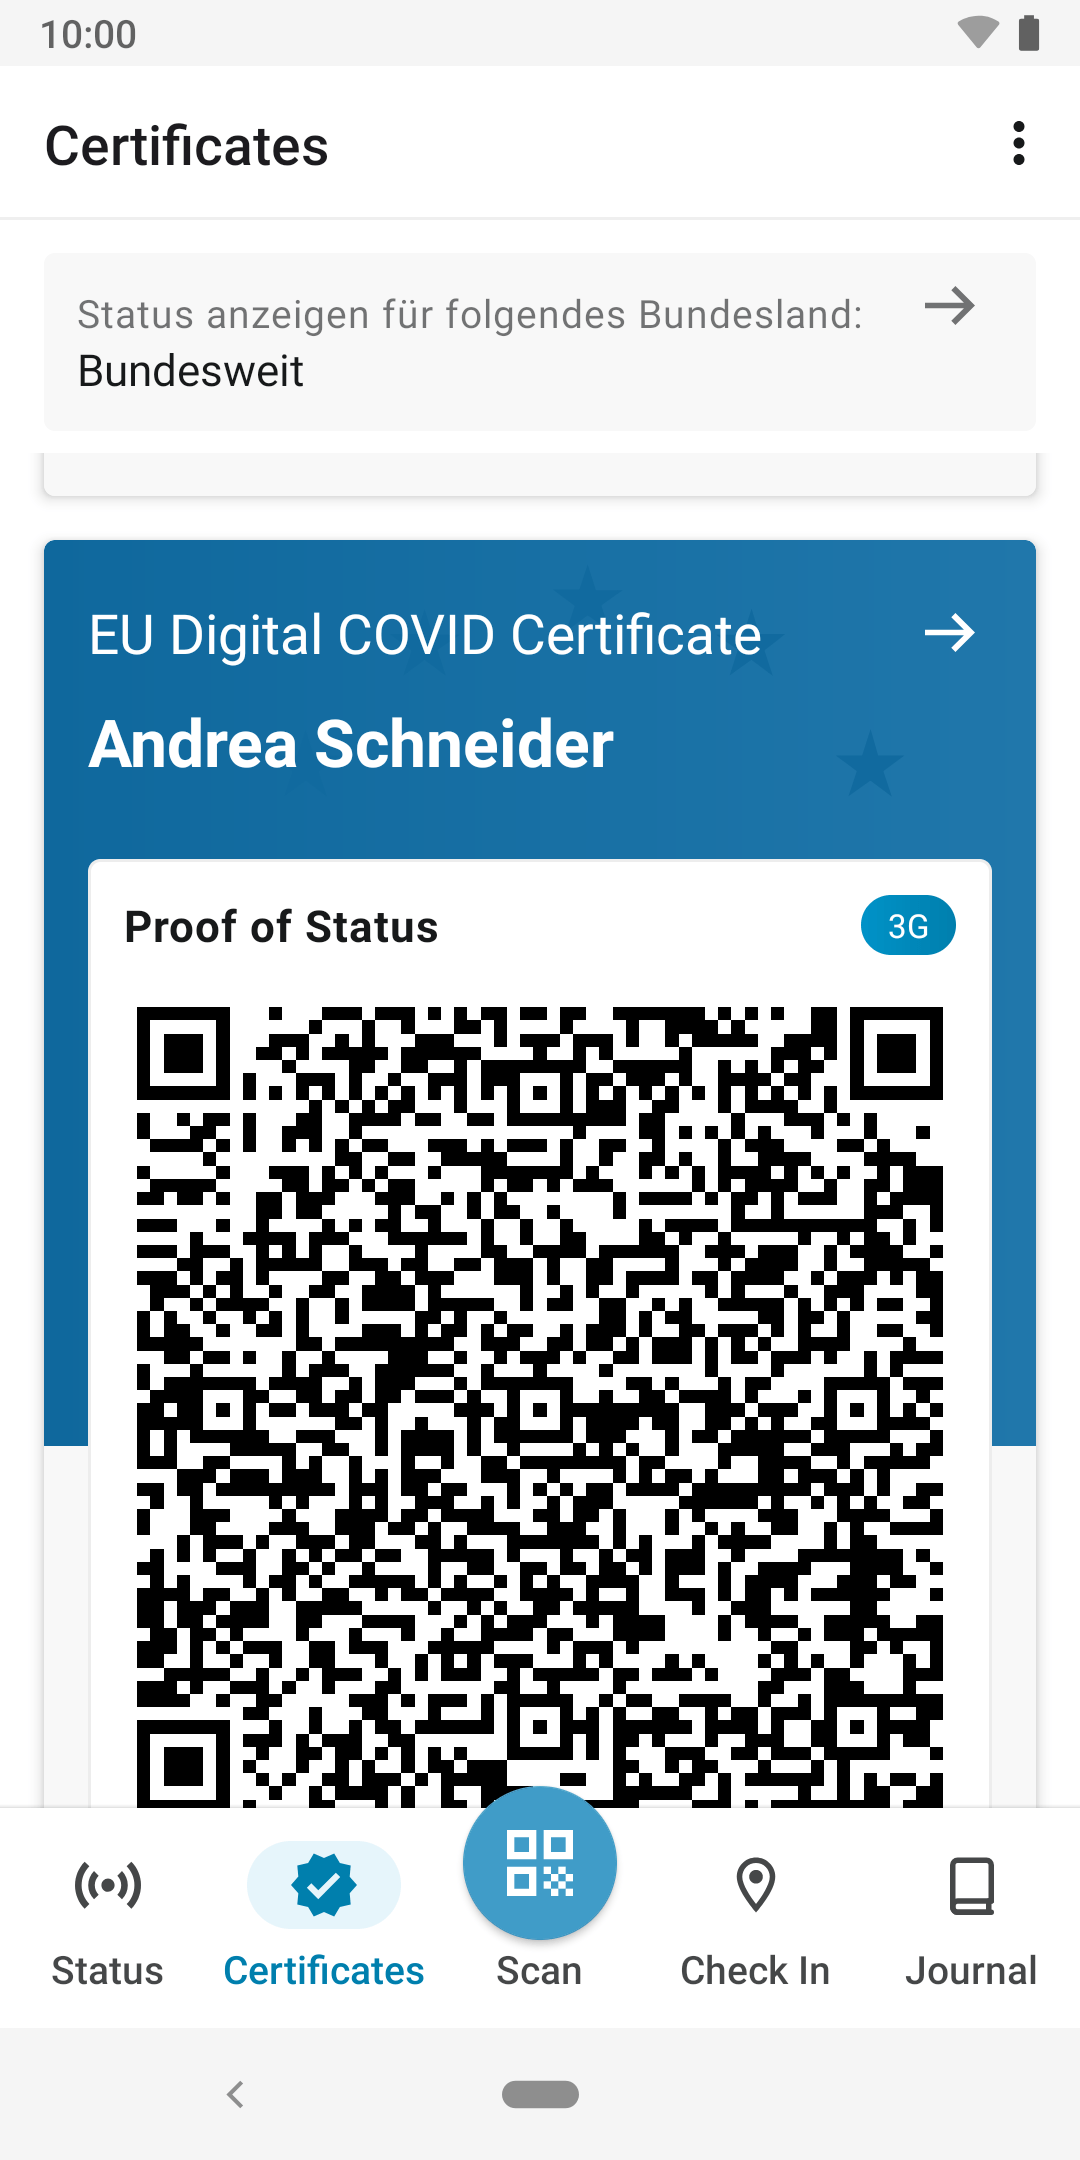 10:00
Certificates
Status anzeigen für folgendes Bundesland:
Bundesweit
EU Digital COVID Certificate
Andrea Schneider
Proof of Status
3G
Status
Certificates
Scan
Check In
Journal